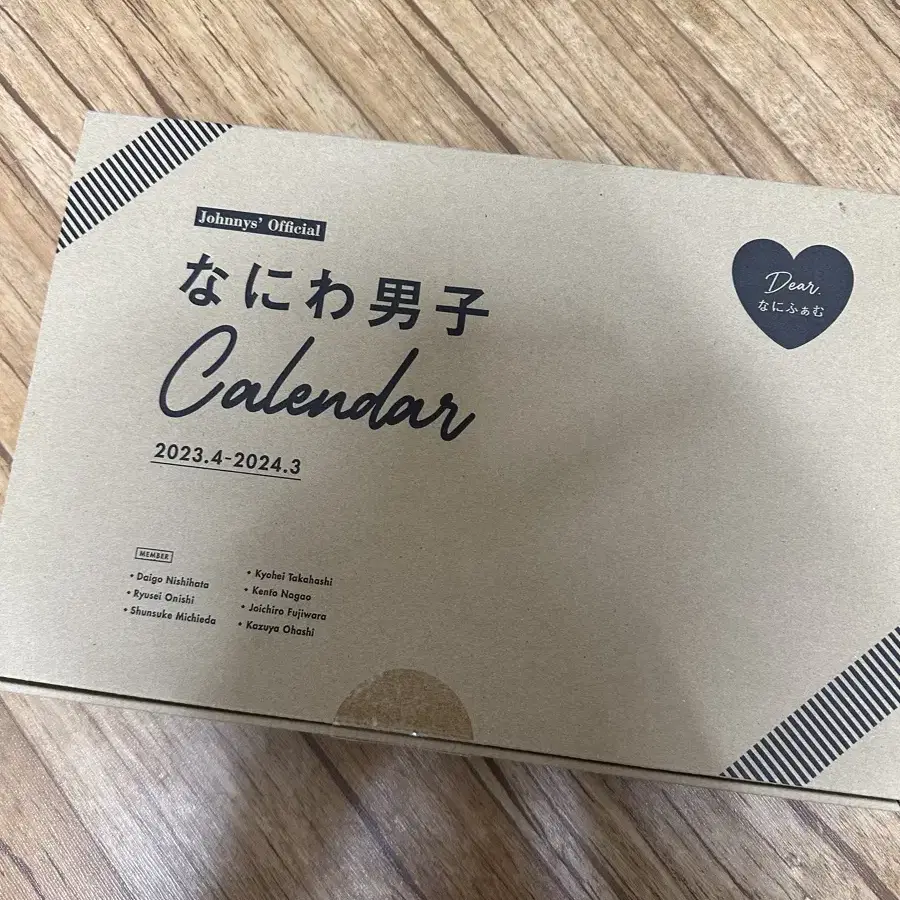 Johnnys' Official
なにわ男子
Calendar
2023.4-2024.3
Dear.
なにふぁむ
MEMBER
• Daigo Nishihata
• Ryusei Onishi
• Shunsuke Michieda
• Kyohei Takahashi
• Kento Nagao
• Joichiro Fujiwara
• Kazuya Ohashi